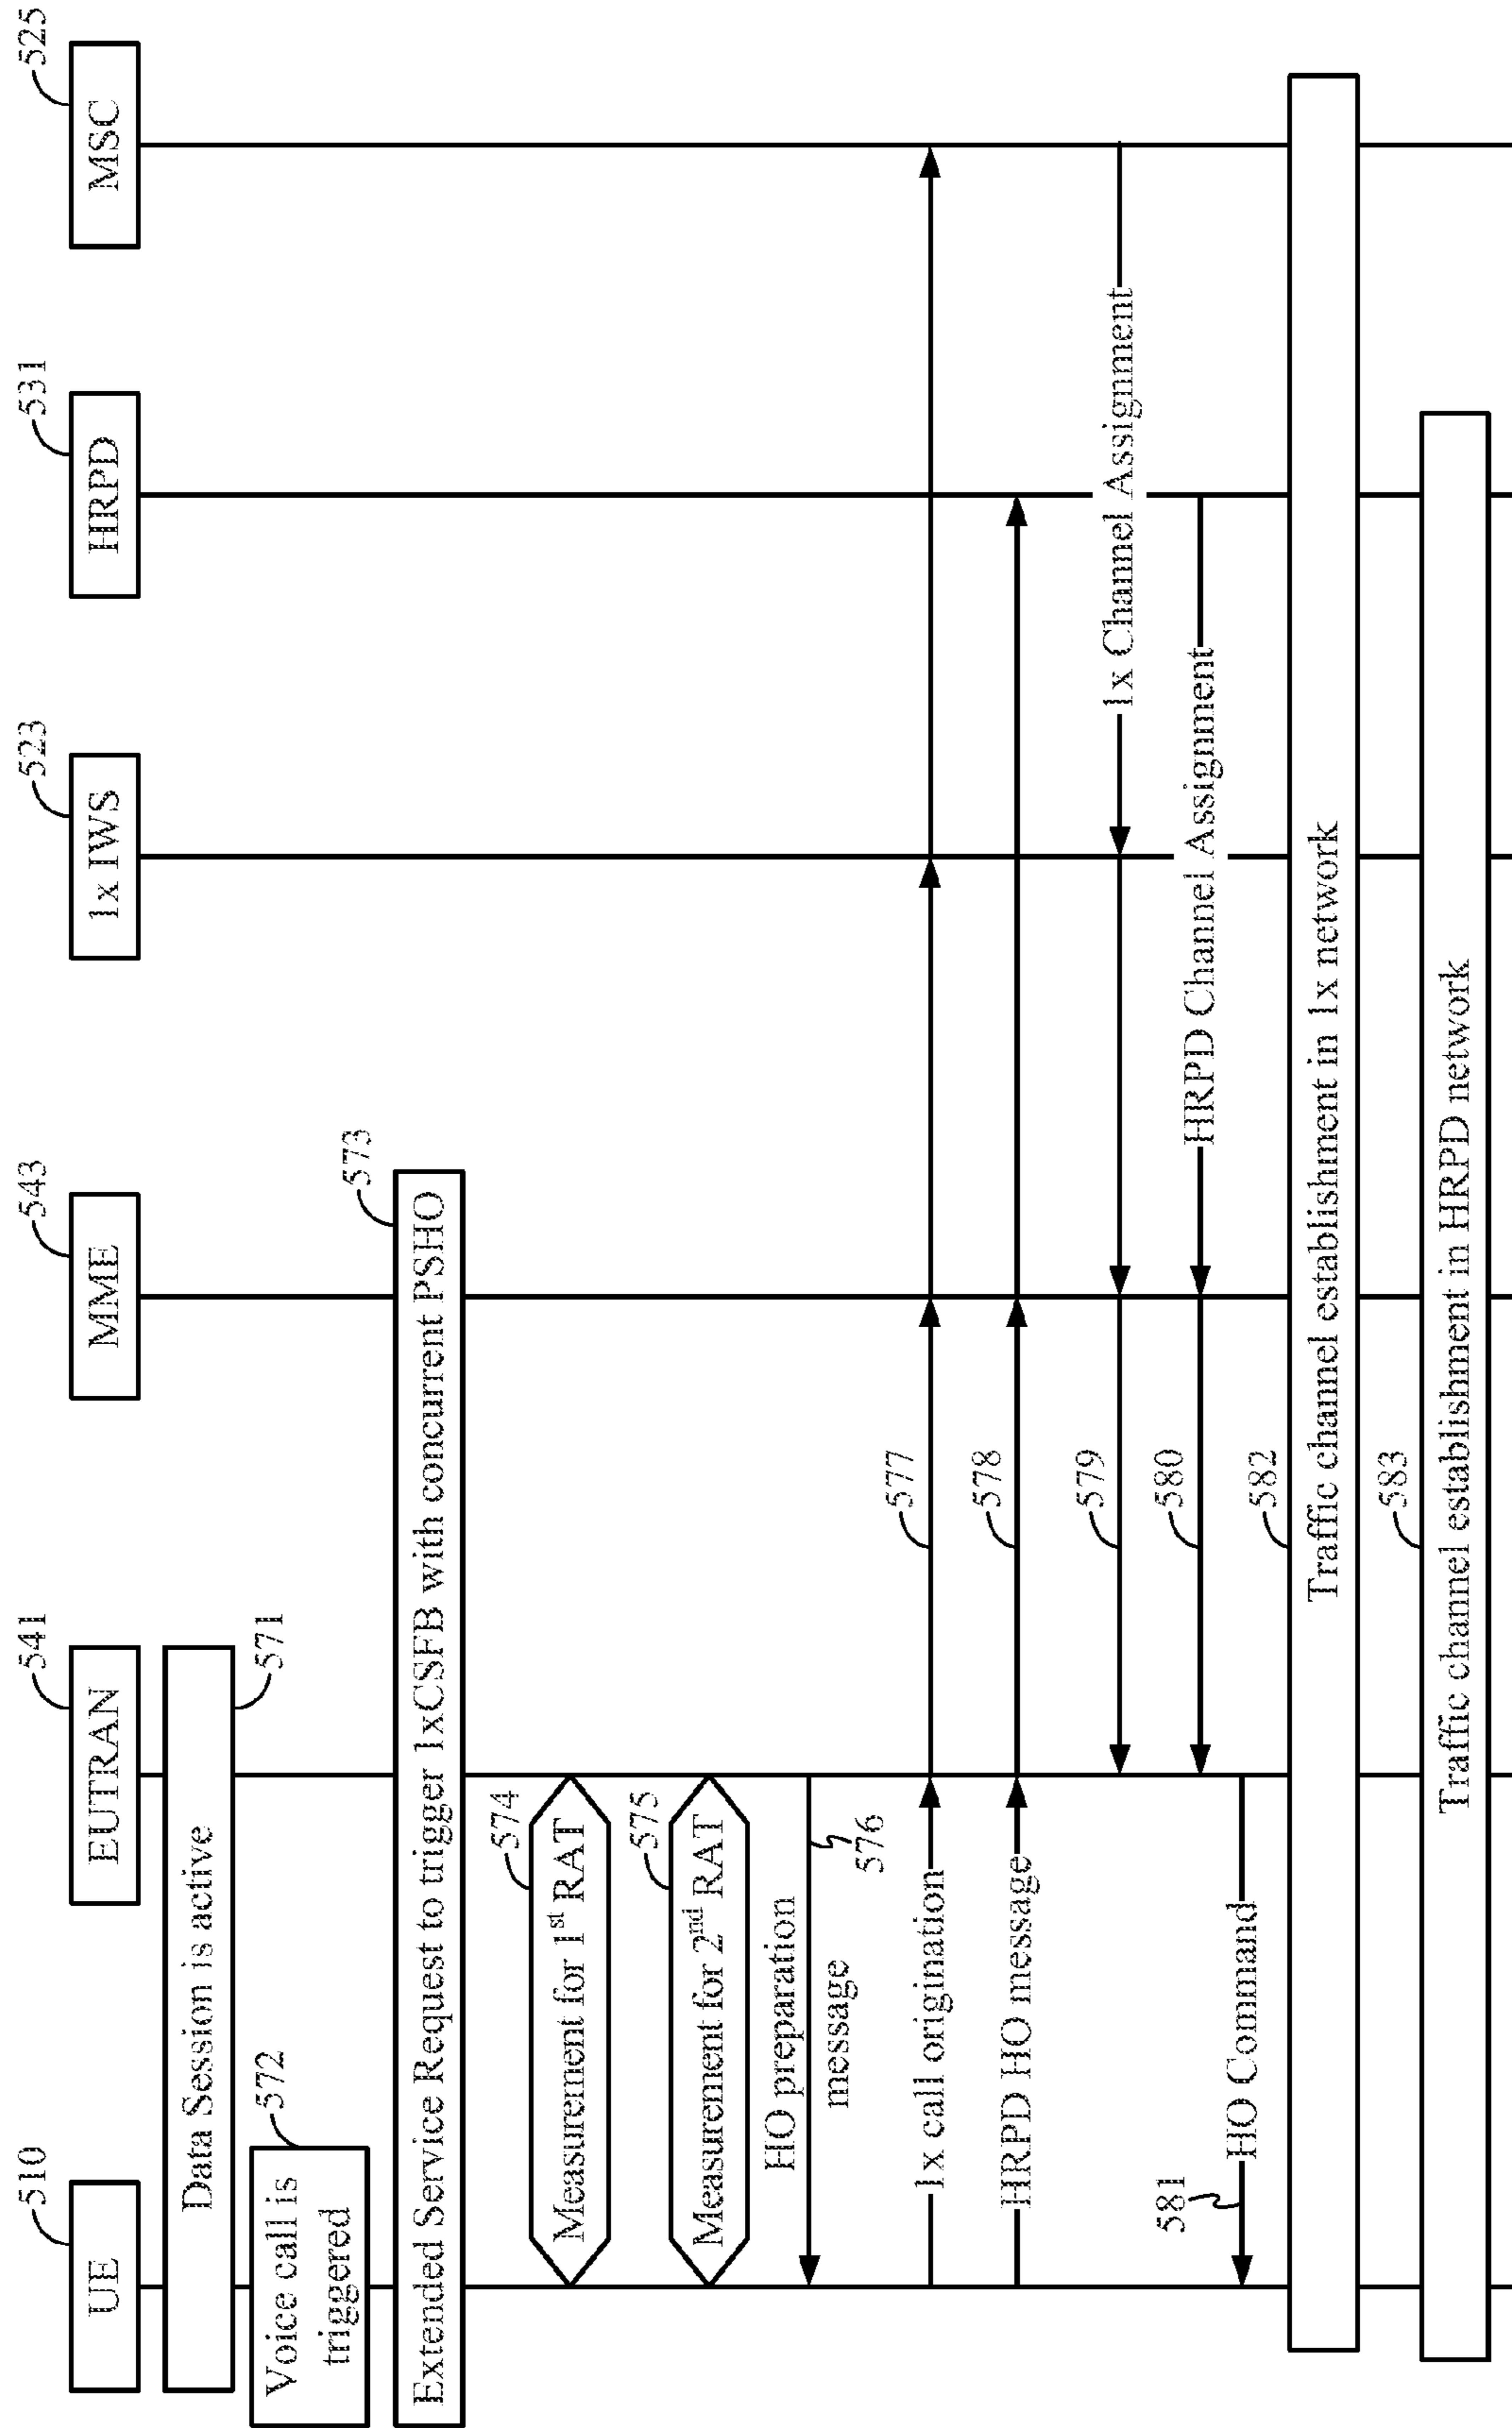 UE
510
EUTRAN
541
MME
543
1x IWS
523
HRPD
531
MSC
525
Data Session is active
571
Voice call is
triggered
572
Extended Service Request to trigger 1xCSFB with concurrent PSHO
573
Measurement for 1st RAT
574
Measurement for 2nd RAT
575
HO preparation
message
576
1x call origination
577
HRPD HO message
578
1x Channel Assignment
579
HRPD Channel Assignment
580
HO Command
581
Traffic channel establishment in 1x network
582
Traffic channel establishment in HRPD network
583